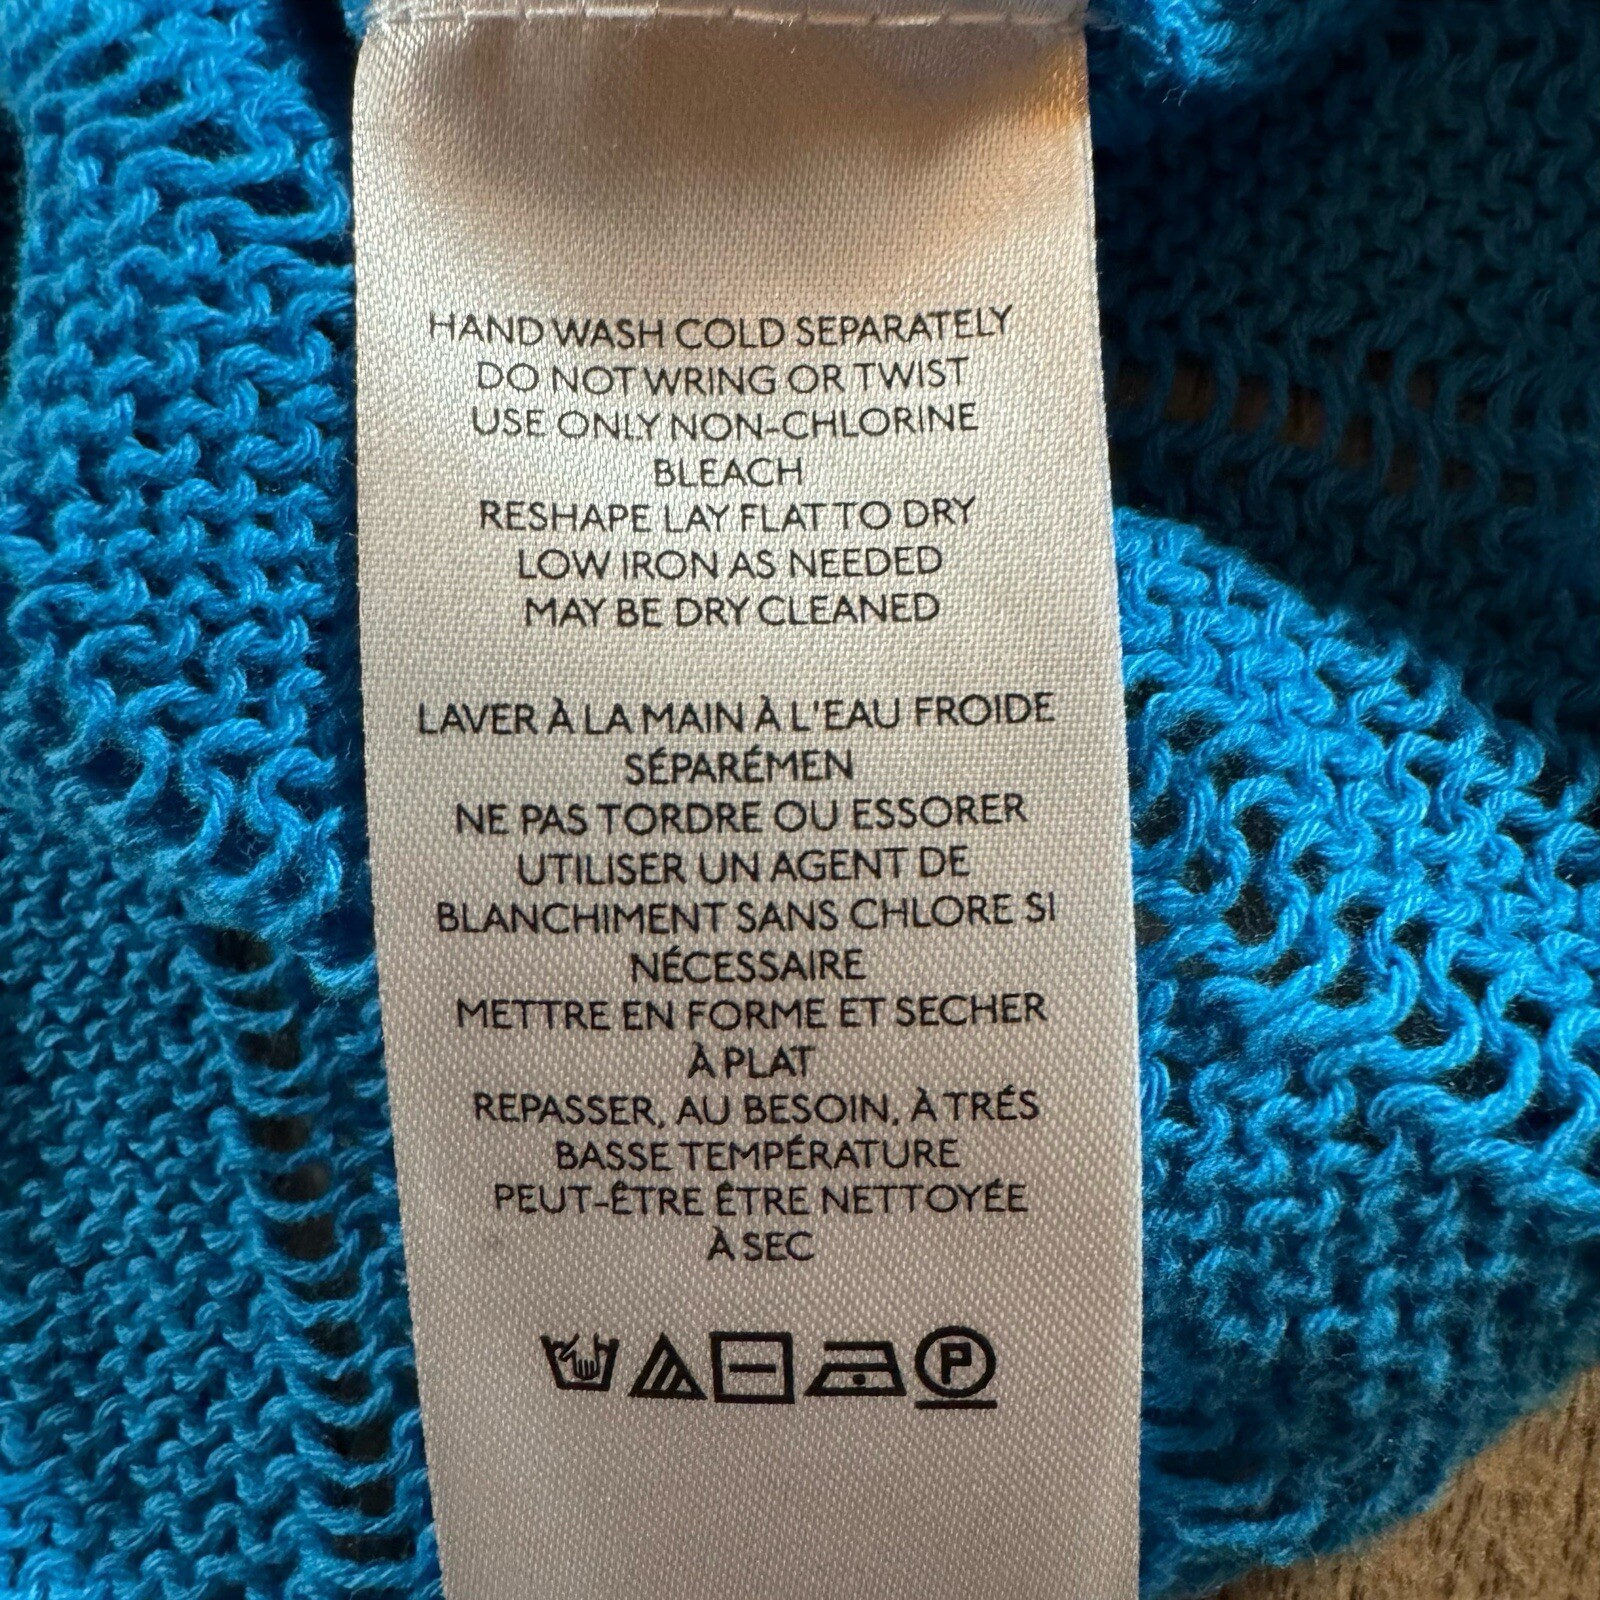 HAND WASH COLD SEPARATELY
DO NOT WRING OR TWIST
USE ONLY NON-CHLORINE
BLEACH
RESHAPE LAY FLAT TO DRY
LOW IRON AS NEEDED
MAY BE DRY CLEANED
LAVER À LA MAIN À L'EAU FROIDE
SÉPARÉMEN
NE PAS TORDRE OU ESSORER
UTILISER UN AGENT DE
BLANCHIMENT SANS CHLORE SI
NÉCESSAIRE
METTRE EN FORME ET SECHER
À PLAT
REPASSER, AU BESOIN, À TRÉS
BASSE TEMPÉRATURE
PEUT-ÊTRE ÊTRE NETTOYÉE
À SEC
P